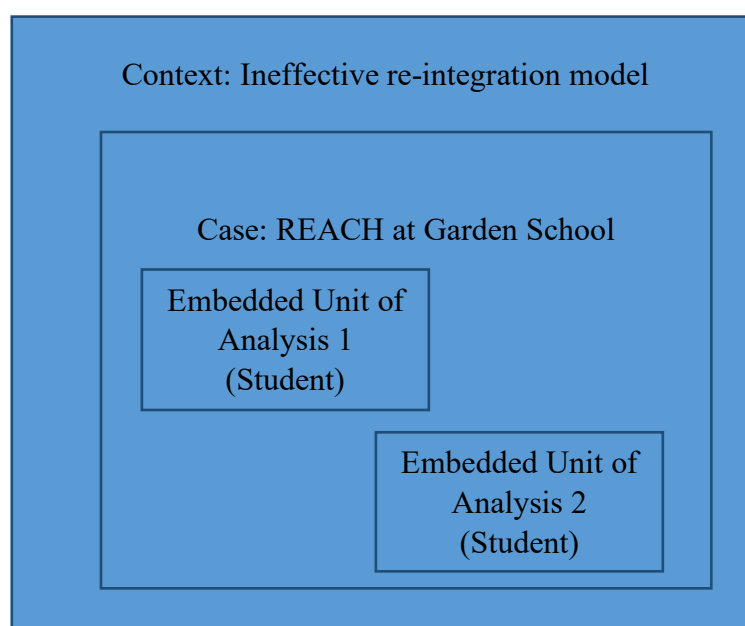 Context: Ineffective re-integration model
Case: REACH at Garden School
Embedded Unit of
Analysis 1
(Student)
Embedded Unit of
Analysis 2
(Student)